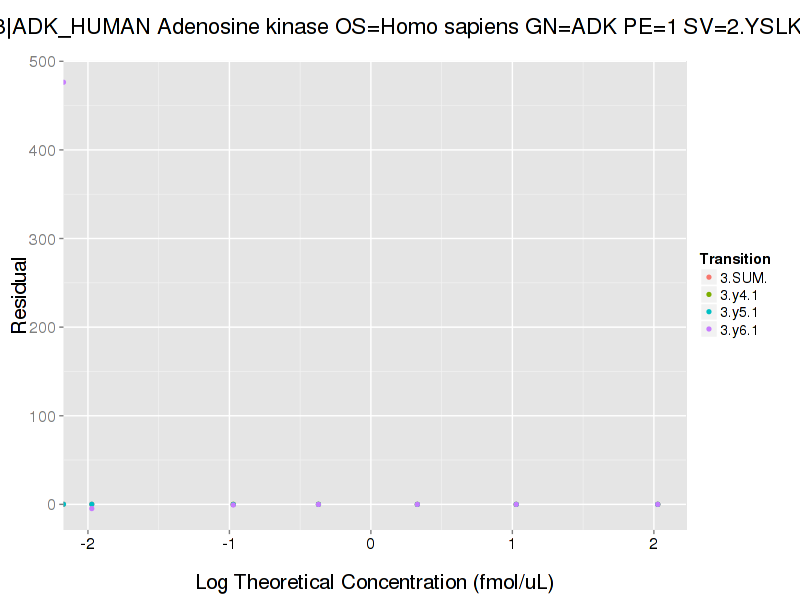 3|ADK_HUMAN Adenosine kinase OS=Homo sapiens GN=ADK PE=1 SV=2.YSLK
500
400
300
200
100
0
Residual
-2
-1
0
1
2
Log Theoretical Concentration (fmol/uL)
Transition
3.SUM.
3.y4.1
3.y5.1
3.y6.1